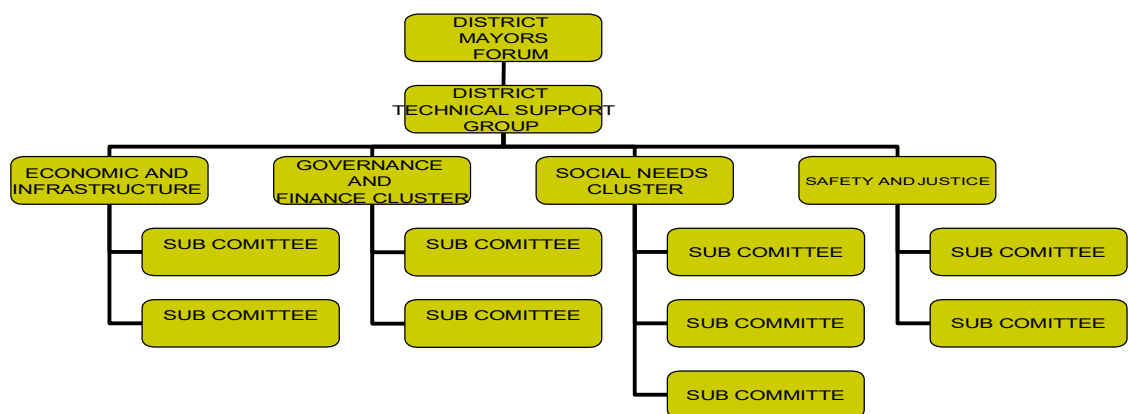 DISTRICT
MAYORS
FORUM
DISTRICT
TECHNICAL SUPPORT
GROUP
ECONOMIC AND
INFRASTRUCTURE
GOVERNANCE
AND
FINANCE CLUSTER
SOCIAL NEEDS
CLUSTER
SAFETY AND JUSTICE
SUB COMITTEE
SUB COMITTEE
SUB COMITTEE
SUB COMITTEE
SUB COMITTEE
SUB COMITTEE
SUB COMMITTE
SUB COMITTEE
SUB COMMITTE